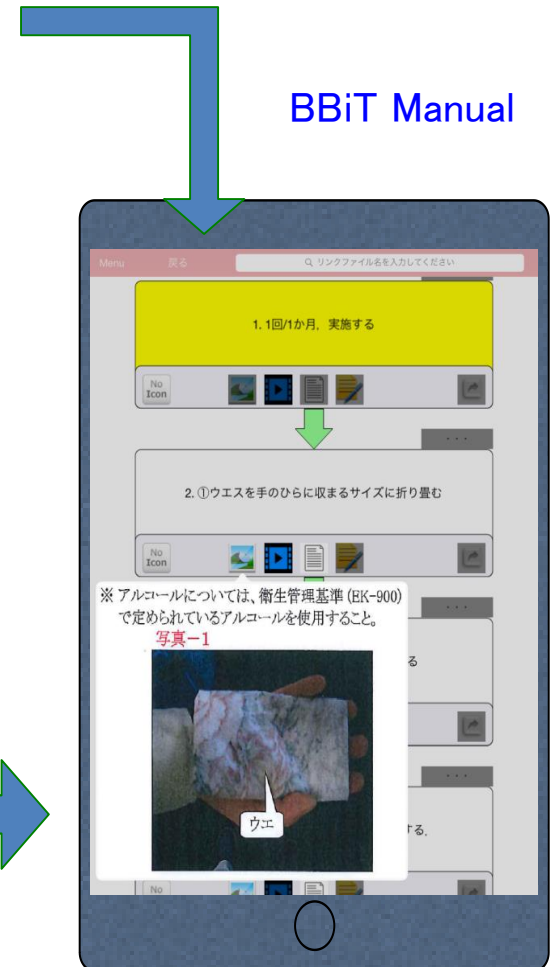 BBiT Manual
Menu 戻る リンクファイル名を入力してください
1. 1回/1か月，実施する
No
Icon
･･･
2. ①ウエスを手のひらに収まるサイズに折り畳む
No
Icon
※ アルコールについては、衛生管理基準(EK-900)
で定められているアルコールを使用すること。
写真－1
･･･
る
ウエ
･･･
する，
No